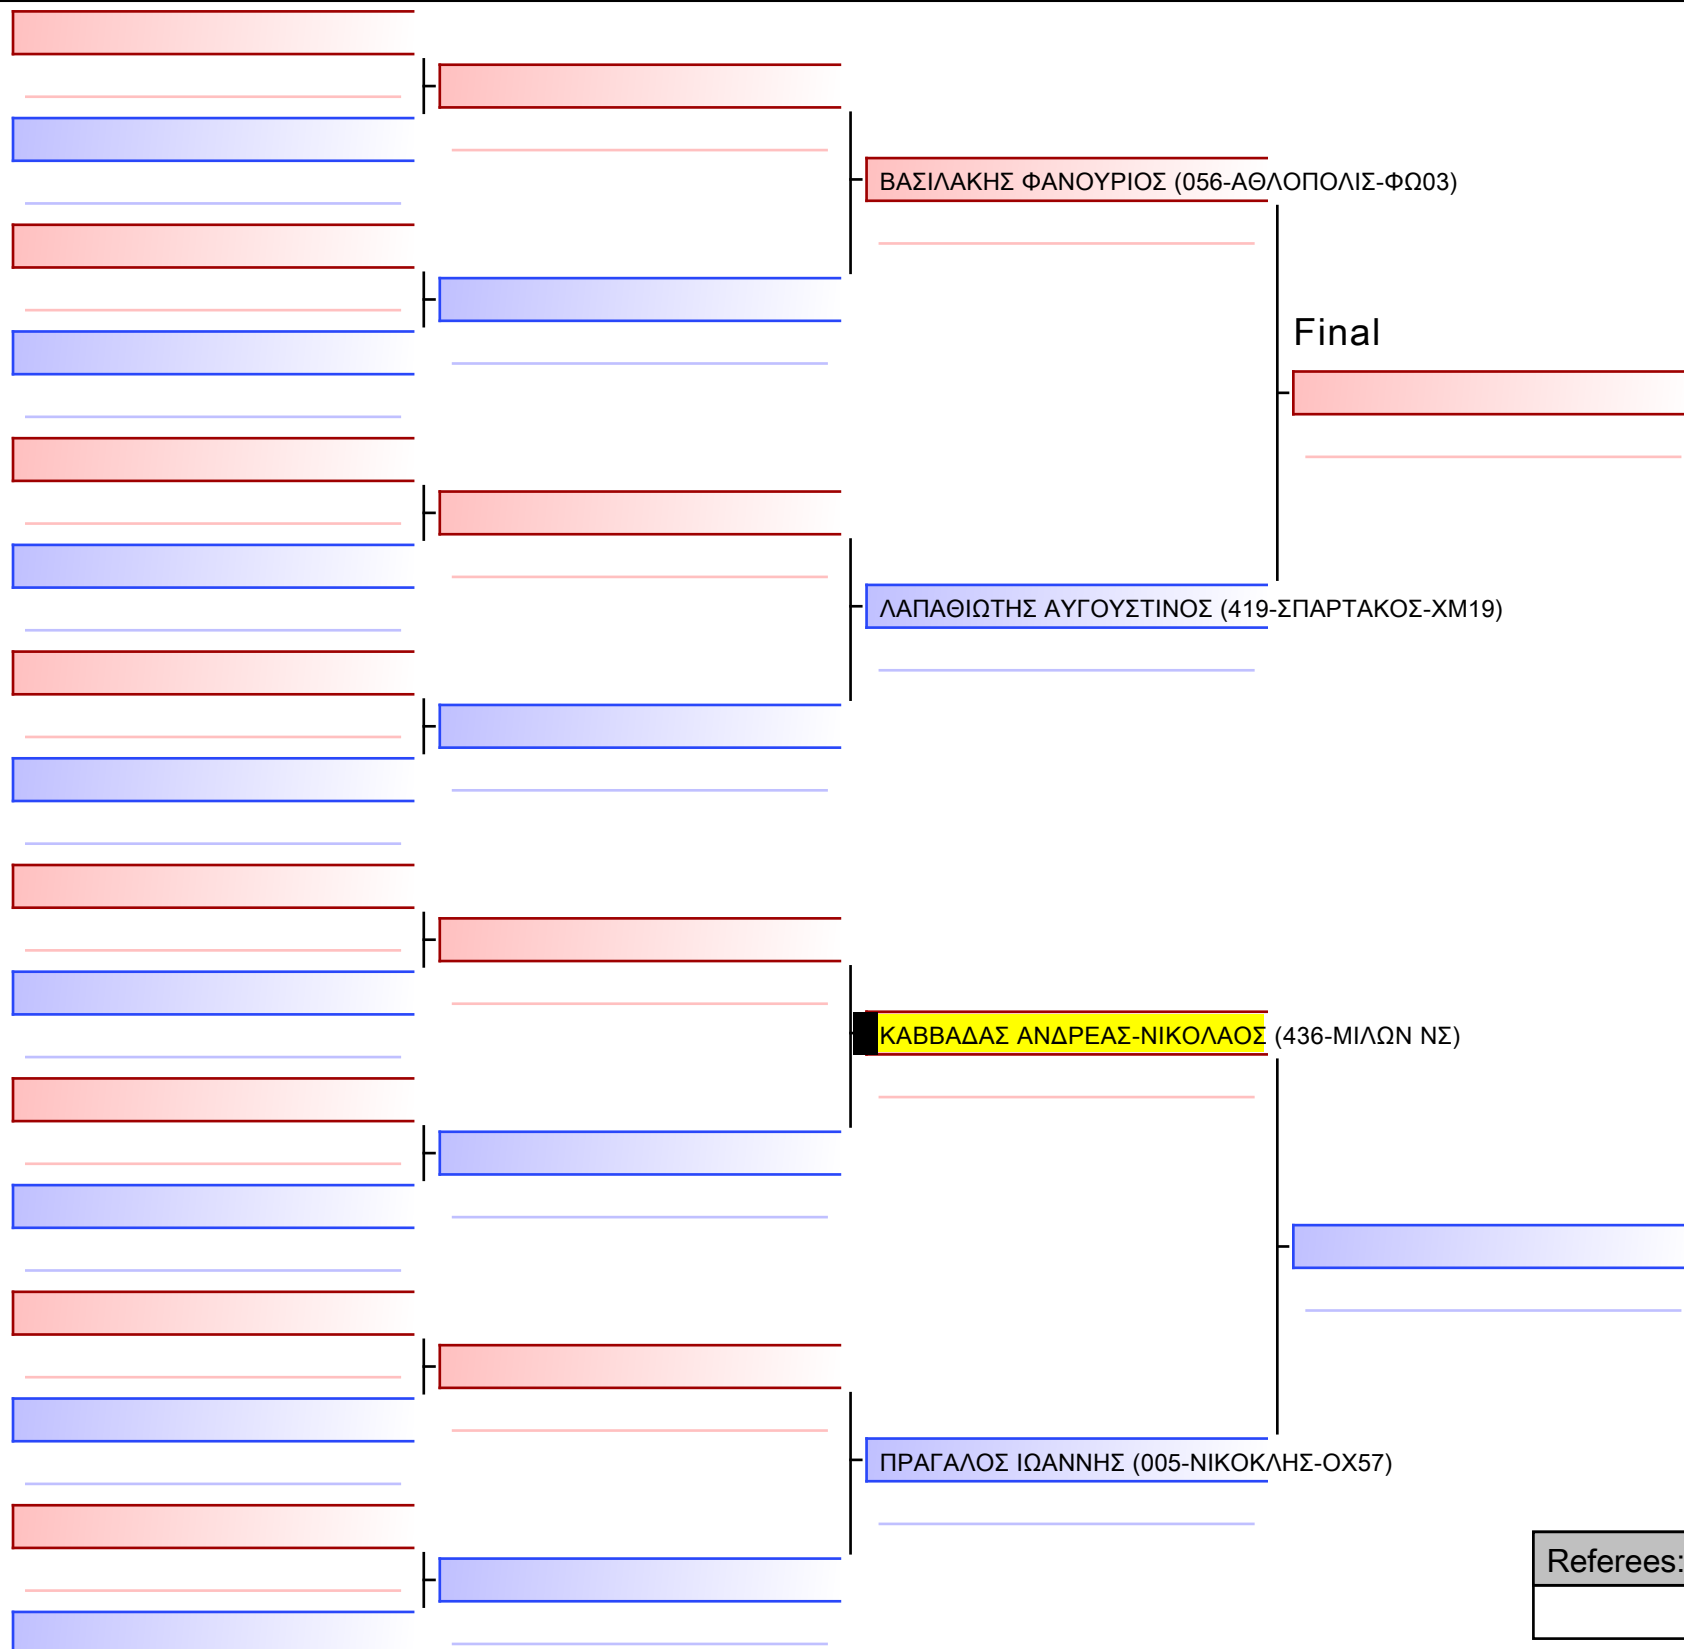 ΒΑΣΙΛΑΚΗΣ ΦΑΝΟΥΡΙΟΣ (056-ΑΘΛΟΠΟΛΙΣ-ΦΩ03)
Final
ΛΑΠΑΘΙΩΤΗΣ ΑΥΓΟΥΣΤΙΝΟΣ (419-ΣΠΑΡΤΑΚΟΣ-ΧΜ19)
ΚΑΒΒΑΔΑΣ ΑΝΔΡΕΑΣ-ΝΙΚΟΛΑΟΣ (436-ΜΙΛΩΝ ΝΣ)
ΠΡΑΓΑΛΟΣ ΙΩΑΝΝΗΣ (005-ΝΙΚΟΚΛΗΣ-ΟΧ57)
Referees: